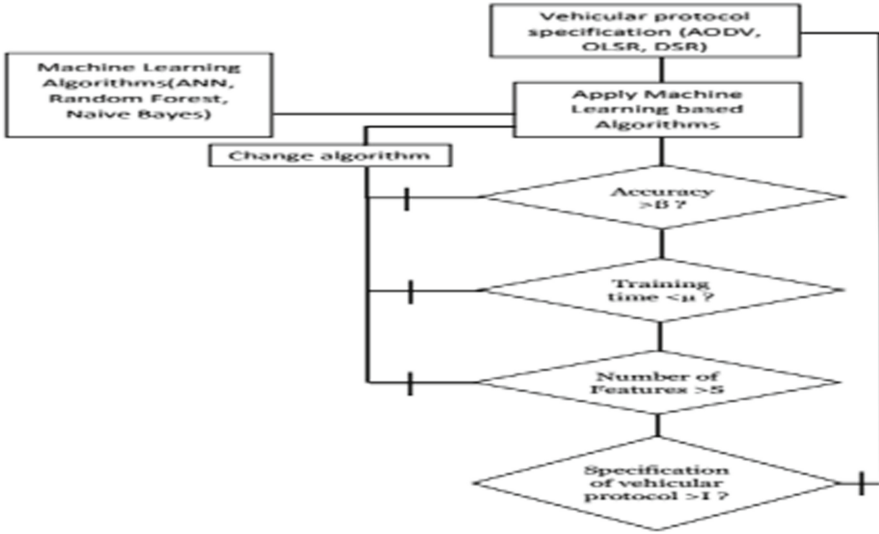 Vehicular protocol
specification (AODV,
OLSR, DSR)
Machine Learning
Algorithms(ANN,
Random Forest,
Naive Bayes)
Apply Machine
Learning based
Algorithms
Change algorithm
Accuracy
>β ?
Training
time <μ ?
Number of
Features >S
Specification
of vehicular
protocol >I ?